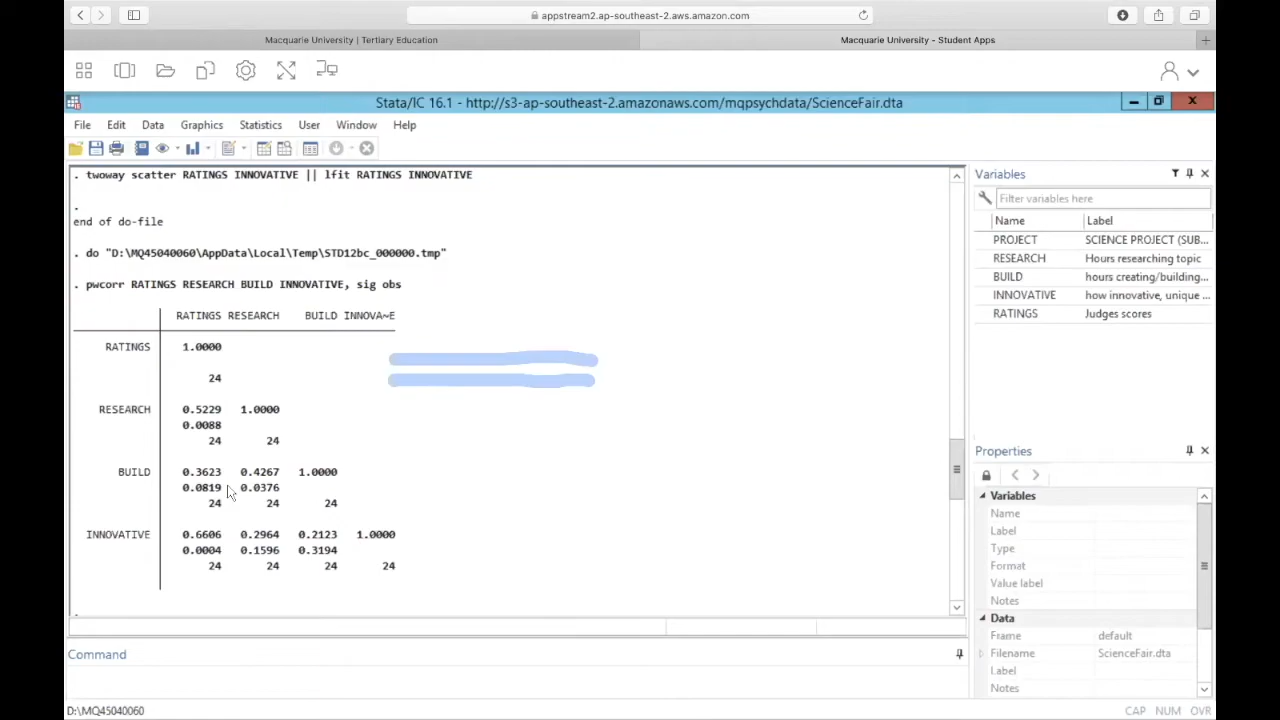 appstream2.ap-southeast-2.aws.amazon.com
Macquarie University | Tertiary Education
Macquarie University - Student Apps
Stata/IC 16.1 - http://s3-ap-southeast-2.amazonaws.com/mqpsychdata/ScienceFair.dta
File Edit Data Graphics Statistics User Window Help
. twoway scatter RATINGS INNOVATIVE || lfit RATINGS INNOVATIVE
.
end of do-file
. do "D:\MQ45040060\AppData\Local\Temp\STD12bc_000000.tmp"
. pwcorr RATINGS RESEARCH BUILD INNOVATIVE, sig obs
RATINGS RESEARCH BUILD INNOVA~E
RATINGS 1.0000
24
RESEARCH 0.5229 1.0000
0.0088
24 24
BUILD 0.3623 0.4267 1.0000
0.0819 0.0376
24 24 24
INNOVATIVE 0.6606 0.2964 0.2123 1.0000
0.0004 0.1596 0.3194
24 24 24 24
.
Variables
Filter variables here
Name Label
PROJECT SCIENCE PROJECT (SUB...
RESEARCH Hours researching topic
BUILD hours creating/building...
INNOVATIVE how innovative, unique ...
RATINGS Judges scores
Properties
Variables
Name
Label
Type
Format
Value label
Notes
Data
Frame default
Filename ScienceFair.dta
Label
Notes
Command
D:\MQ45040060
CAP NUM OVR